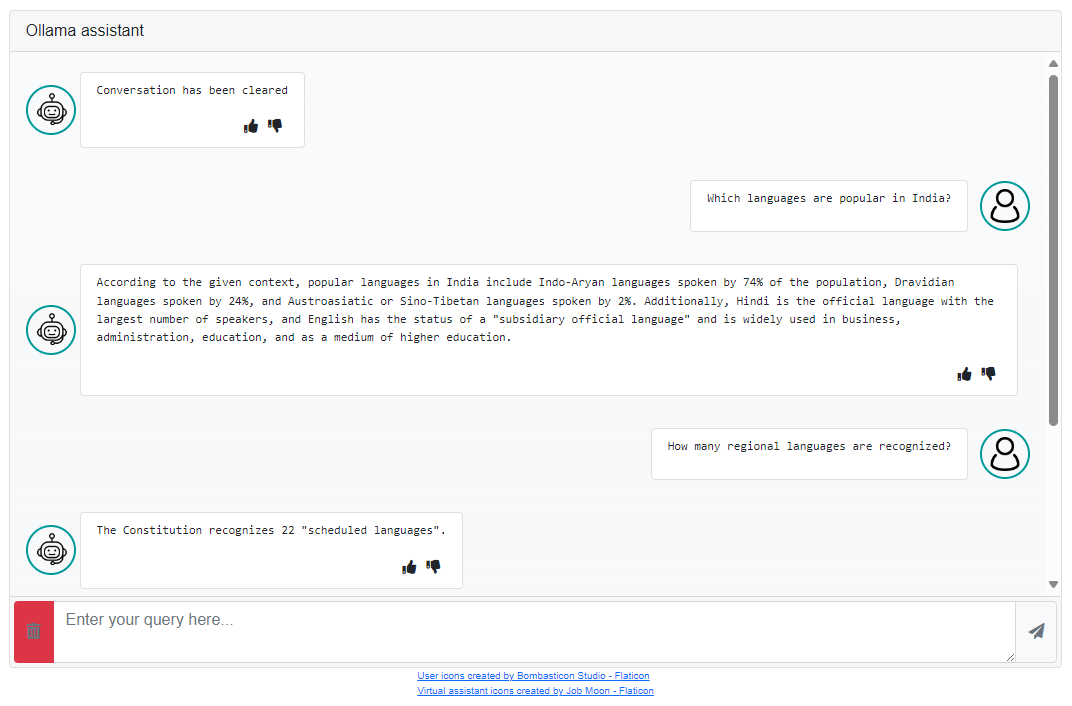 Ollama assistant
Conversation has been cleared
Which languages are popular in India?
According to the given context, popular languages in India include Indo-Aryan languages spoken by 74% of the population, Dravidian
languages spoken by 24%, and Austroasiatic or Sino-Tibetan languages spoken by 2%. Additionally, Hindi is the official language with the
largest number of speakers, and English has the status of a "subsidiary official language" and is widely used in business,
administration, education, and as a medium of higher education.
How many regional languages are recognized?
The Constitution recognizes 22 "scheduled languages".
Enter your query here...
User icons created by Bombasticon Studio - Flaticon
Virtual assistant icons created by Job Moon - Flaticon